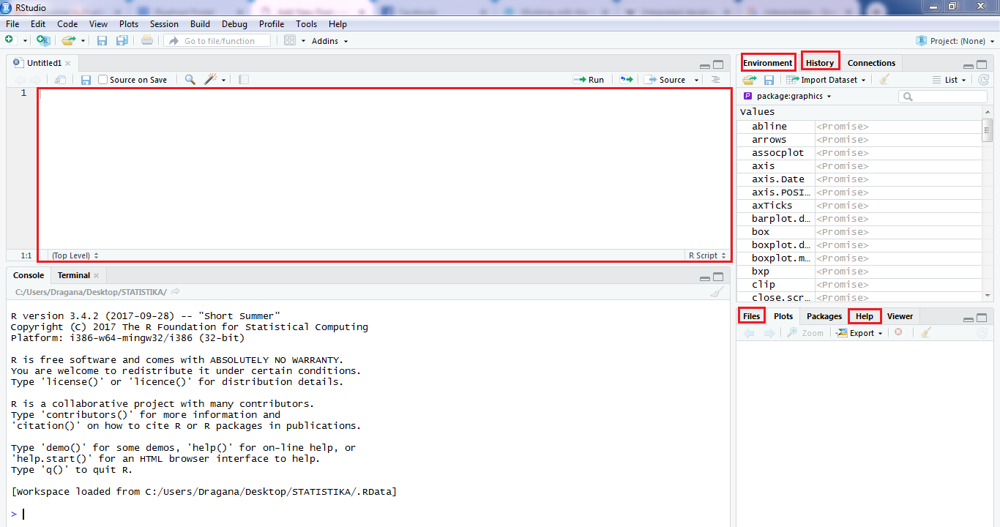 RStudio
File Edit Code View Plots Session Build Debug Profile Tools Help
Go to file/function Addins Project: (None)
Untitled1
Source on Save Run Source
1
1:1 (Top Level) R Script
Console Terminal
C:/Users/Dragana/Desktop/STATISTIKA/
R version 3.4.2 (2017-09-28) -- "Short Summer"
Copyright (C) 2017 The R Foundation for Statistical Computing
Platform: i386-w64-mingw32/i386 (32-bit)
R is free software and comes with ABSOLUTELY NO WARRANTY.
You are welcome to redistribute it under certain conditions.
Type 'license()' or 'licence()' for distribution details.
R is a collaborative project with many contributors.
Type 'contributors()' for more information and
'citation()' on how to cite R or R packages in publications.
Type 'demo()' for some demos, 'help()' for on-line help, or
'help.start()' for an HTML browser interface to help.
Type 'q()' to quit R.
[Workspace loaded from C:/Users/Dragana/Desktop/STATISTIKA/.RData]
>
Environment History Connections
Import Dataset List
package:graphics
Values
abline <Promise>
arrows <Promise>
assocplot <Promise>
axis <Promise>
axis.Date <Promise>
axis.POSI… <Promise>
axTicks <Promise>
barplot.d… <Promise>
box <Promise>
boxplot.d… <Promise>
boxplot.m… <Promise>
bxp <Promise>
clip <Promise>
close.scr… <Promise>
Files Plots Packages Help Viewer
Zoom Export